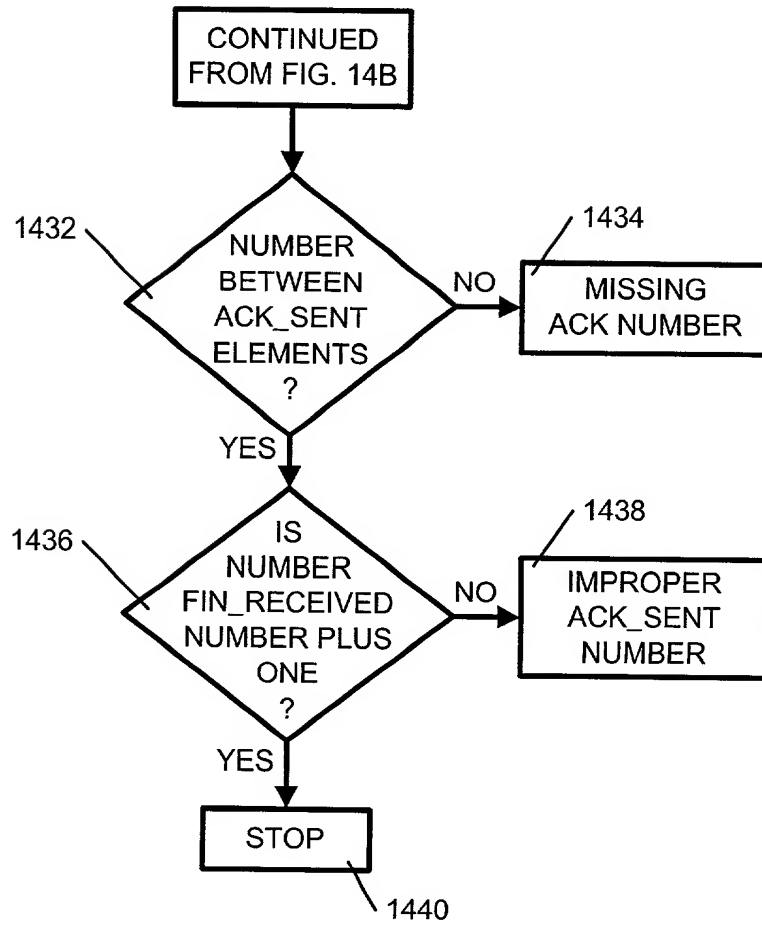 CONTINUED
FROM FIG. 14B
1432
NUMBER
BETWEEN
ACK_SENT
ELEMENTS
?
NO
1434
MISSING
ACK NUMBER
YES
1436
IS
NUMBER
FIN_RECEIVED
NUMBER PLUS
ONE
?
NO
1438
IMPROPER
ACK_SENT
NUMBER
YES
STOP
1440